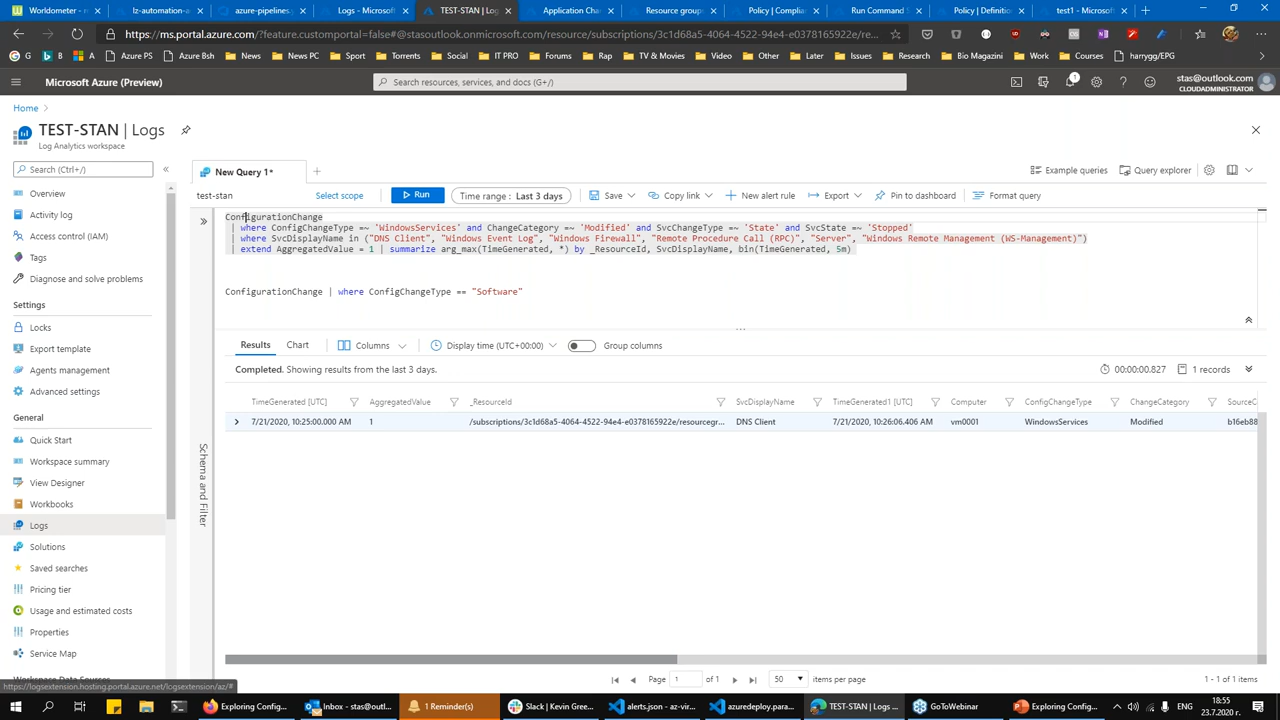 Worldometer -
lz-automation-a
azure-pipelines
Logs - Microsoft
TEST-STAN | Log
Application Cha
Resource group
Policy | Complian
Run Command S
Policy | Definitio
test1 - Microsoft
https://ms.portal.azure.com/?feature.customportal=false#@stasoutlook.onmicrosoft.com/resource/subscriptions/3c1d68a5-4064-4522-94e4-e0378165922e/resour
G
B
A
Azure PS
Azure Bsh
News
News PC
Sport
Torrents
Social
IT PRO
Forums
Rap
TV & Movies
Video
Other
Later
Issues
Research
Bio Magazini
Work
Courses
harrygg/EPG
Microsoft Azure (Preview)
Search resources, services, and docs (G+/)
1
stas@outlook.com
CLOUDADMINISTRATOR
Home
TEST-STAN | Logs
Log Analytics workspace
Search (Ctrl+/)
Overview
Activity log
Access control (IAM)
Tags
Diagnose and solve problems
Settings
Locks
Export template
Agents management
Advanced settings
General
Quick Start
Workspace summary
View Designer
Workbooks
Logs
Solutions
Saved searches
Pricing tier
Usage and estimated costs
Properties
Service Map
Workspace Data Sources
https://logsextension.hosting.portal.azure.net/logsextension/az/#
New Query 1*
Example queries
Query explorer
test-stan
Select scope
Run
Time range : Last 3 days
Save
Copy link
New alert rule
Export
Pin to dashboard
Format query
ConfigurationChange
| where ConfigChangeType =~ 'WindowsServices' and ChangeCategory =~ 'Modified' and SvcChangeType =~ 'State' and SvcState =~ 'Stopped'
| where SvcDisplayName in ("DNS Client", "Windows Event Log", "Windows Firewall", "Remote Procedure Call (RPC)", "Server", "Windows Remote Management (WS-Management)")
| extend AggregatedValue = 1 | summarize arg_max(TimeGenerated, *) by _ResourceId, SvcDisplayName, bin(TimeGenerated, 5m)
ConfigurationChange | where ConfigChangeType == "Software"
Schema and Filter
Results
Chart
Columns
Display time (UTC+00:00)
Group columns
Completed. Showing results from the last 3 days.
00:00:00.827
1 records
TimeGenerated [UTC]
AggregatedValue
_ResourceId
SvcDisplayName
TimeGenerated1 [UTC]
Computer
ConfigChangeType
ChangeCategory
SourceC
7/21/2020, 10:25:00.000 AM
1
/subscriptions/3c1d68a5-4064-4522-94e4-e0378165922e/resourcegr...
DNS Client
7/21/2020, 10:26:06.406 AM
vm0001
WindowsServices
Modified
b16eb88
Page 1 of 1
50
items per page
1 - 1 of 1 items
Exploring Config...
Inbox - stas@outl...
1 Reminder(s)
Slack | Kevin Gree...
alerts.json - az-vir...
azuredeploy.para...
TEST-STAN | Logs ...
GoToWebinar
Exploring Config...
ENG
18:55
23.7.2020 г.